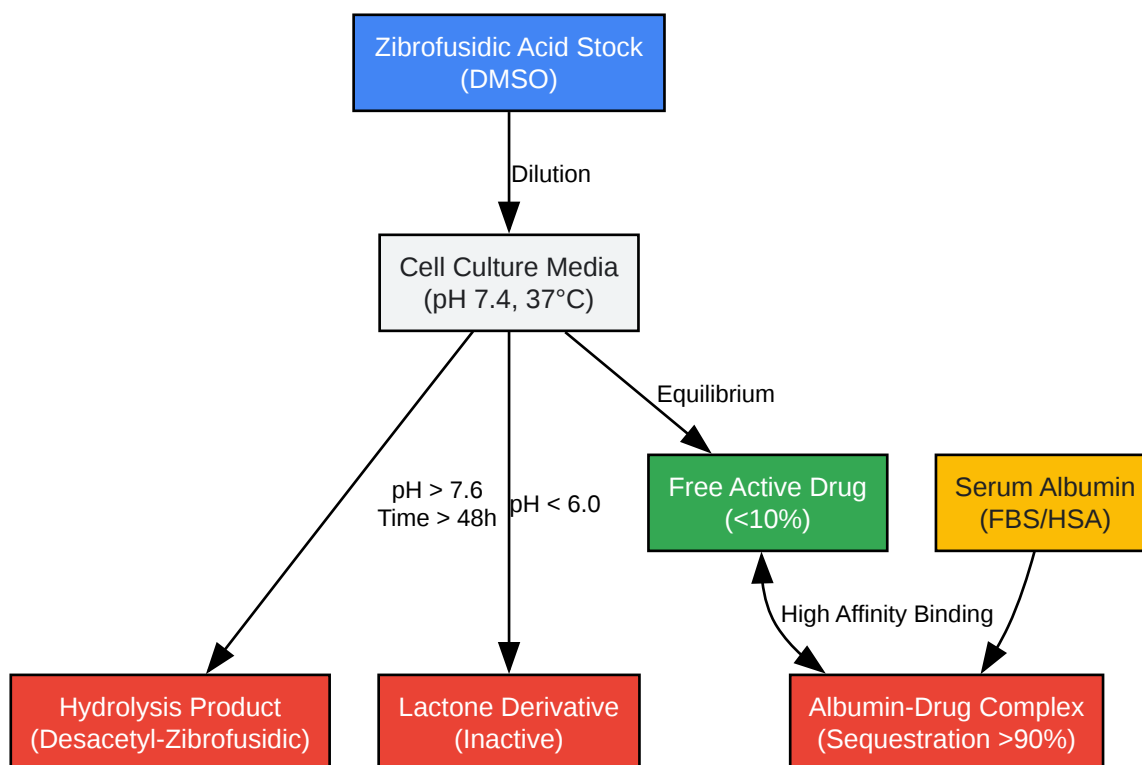 Zibrofusidic Acid Stock
(DMSO)
Dilution
Cell Culture Media
(pH 7.4, 37°C)
Equilibrium
pH > 7.6
Time > 48h
pH < 6.0
Free Active Drug
(<10%)
Serum Albumin
(FBS/HSA)
High Affinity Binding
Hydrolysis Product
(Desacetyl-Zibrofusidic)
Lactone Derivative
(Inactive)
Albumin-Drug Complex
(Sequestration >90%)